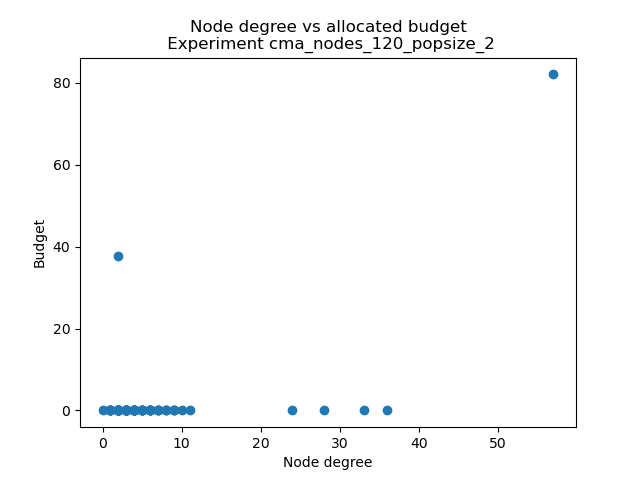 Node degree vs allocated budget
Experiment cma_nodes_120_popsize_2
80
60
40
20
0
Budget
0 10 20 30 40 50
Node degree